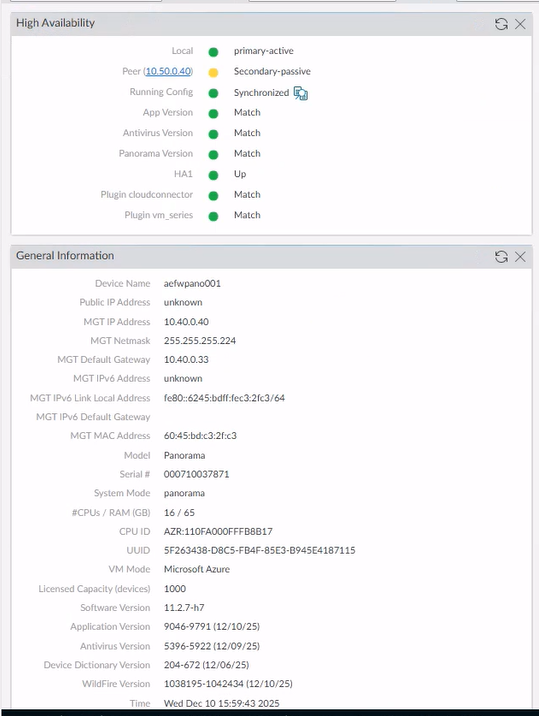 High Availability
Local primary-active
Peer (10.50.0.40) Secondary-passive
Running Config Synchronized
App Version Match
Antivirus Version Match
Panorama Version Match
HA1 Up
Plugin cloudconnector Match
Plugin vm_series Match
General Information
Device Name aefwpano001
Public IP Address unknown
MGT IP Address 10.40.0.40
MGT Netmask 255.255.255.224
MGT Default Gateway 10.40.0.33
MGT IPv6 Address unknown
MGT IPv6 Link Local Address fe80::6245:bdff:fec3:2fc3/64
MGT IPv6 Default Gateway
MGT MAC Address 60:45:bd:c3:2f:c3
Model Panorama
Serial # 000710037871
System Mode panorama
#CPUs / RAM (GB) 16 / 65
CPU ID AZR:110FA000FFFB8B17
UUID 5F263438-D8C5-FB4F-85E3-B945E4187115
VM Mode Microsoft Azure
Licensed Capacity (devices) 1000
Software Version 11.2.7-h7
Application Version 9046-9791 (12/10/25)
Antivirus Version 5396-5922 (12/09/25)
Device Dictionary Version 204-672 (12/06/25)
WildFire Version 1038195-1042434 (12/10/25)
Time Wed Dec 10 15:59:43 2025